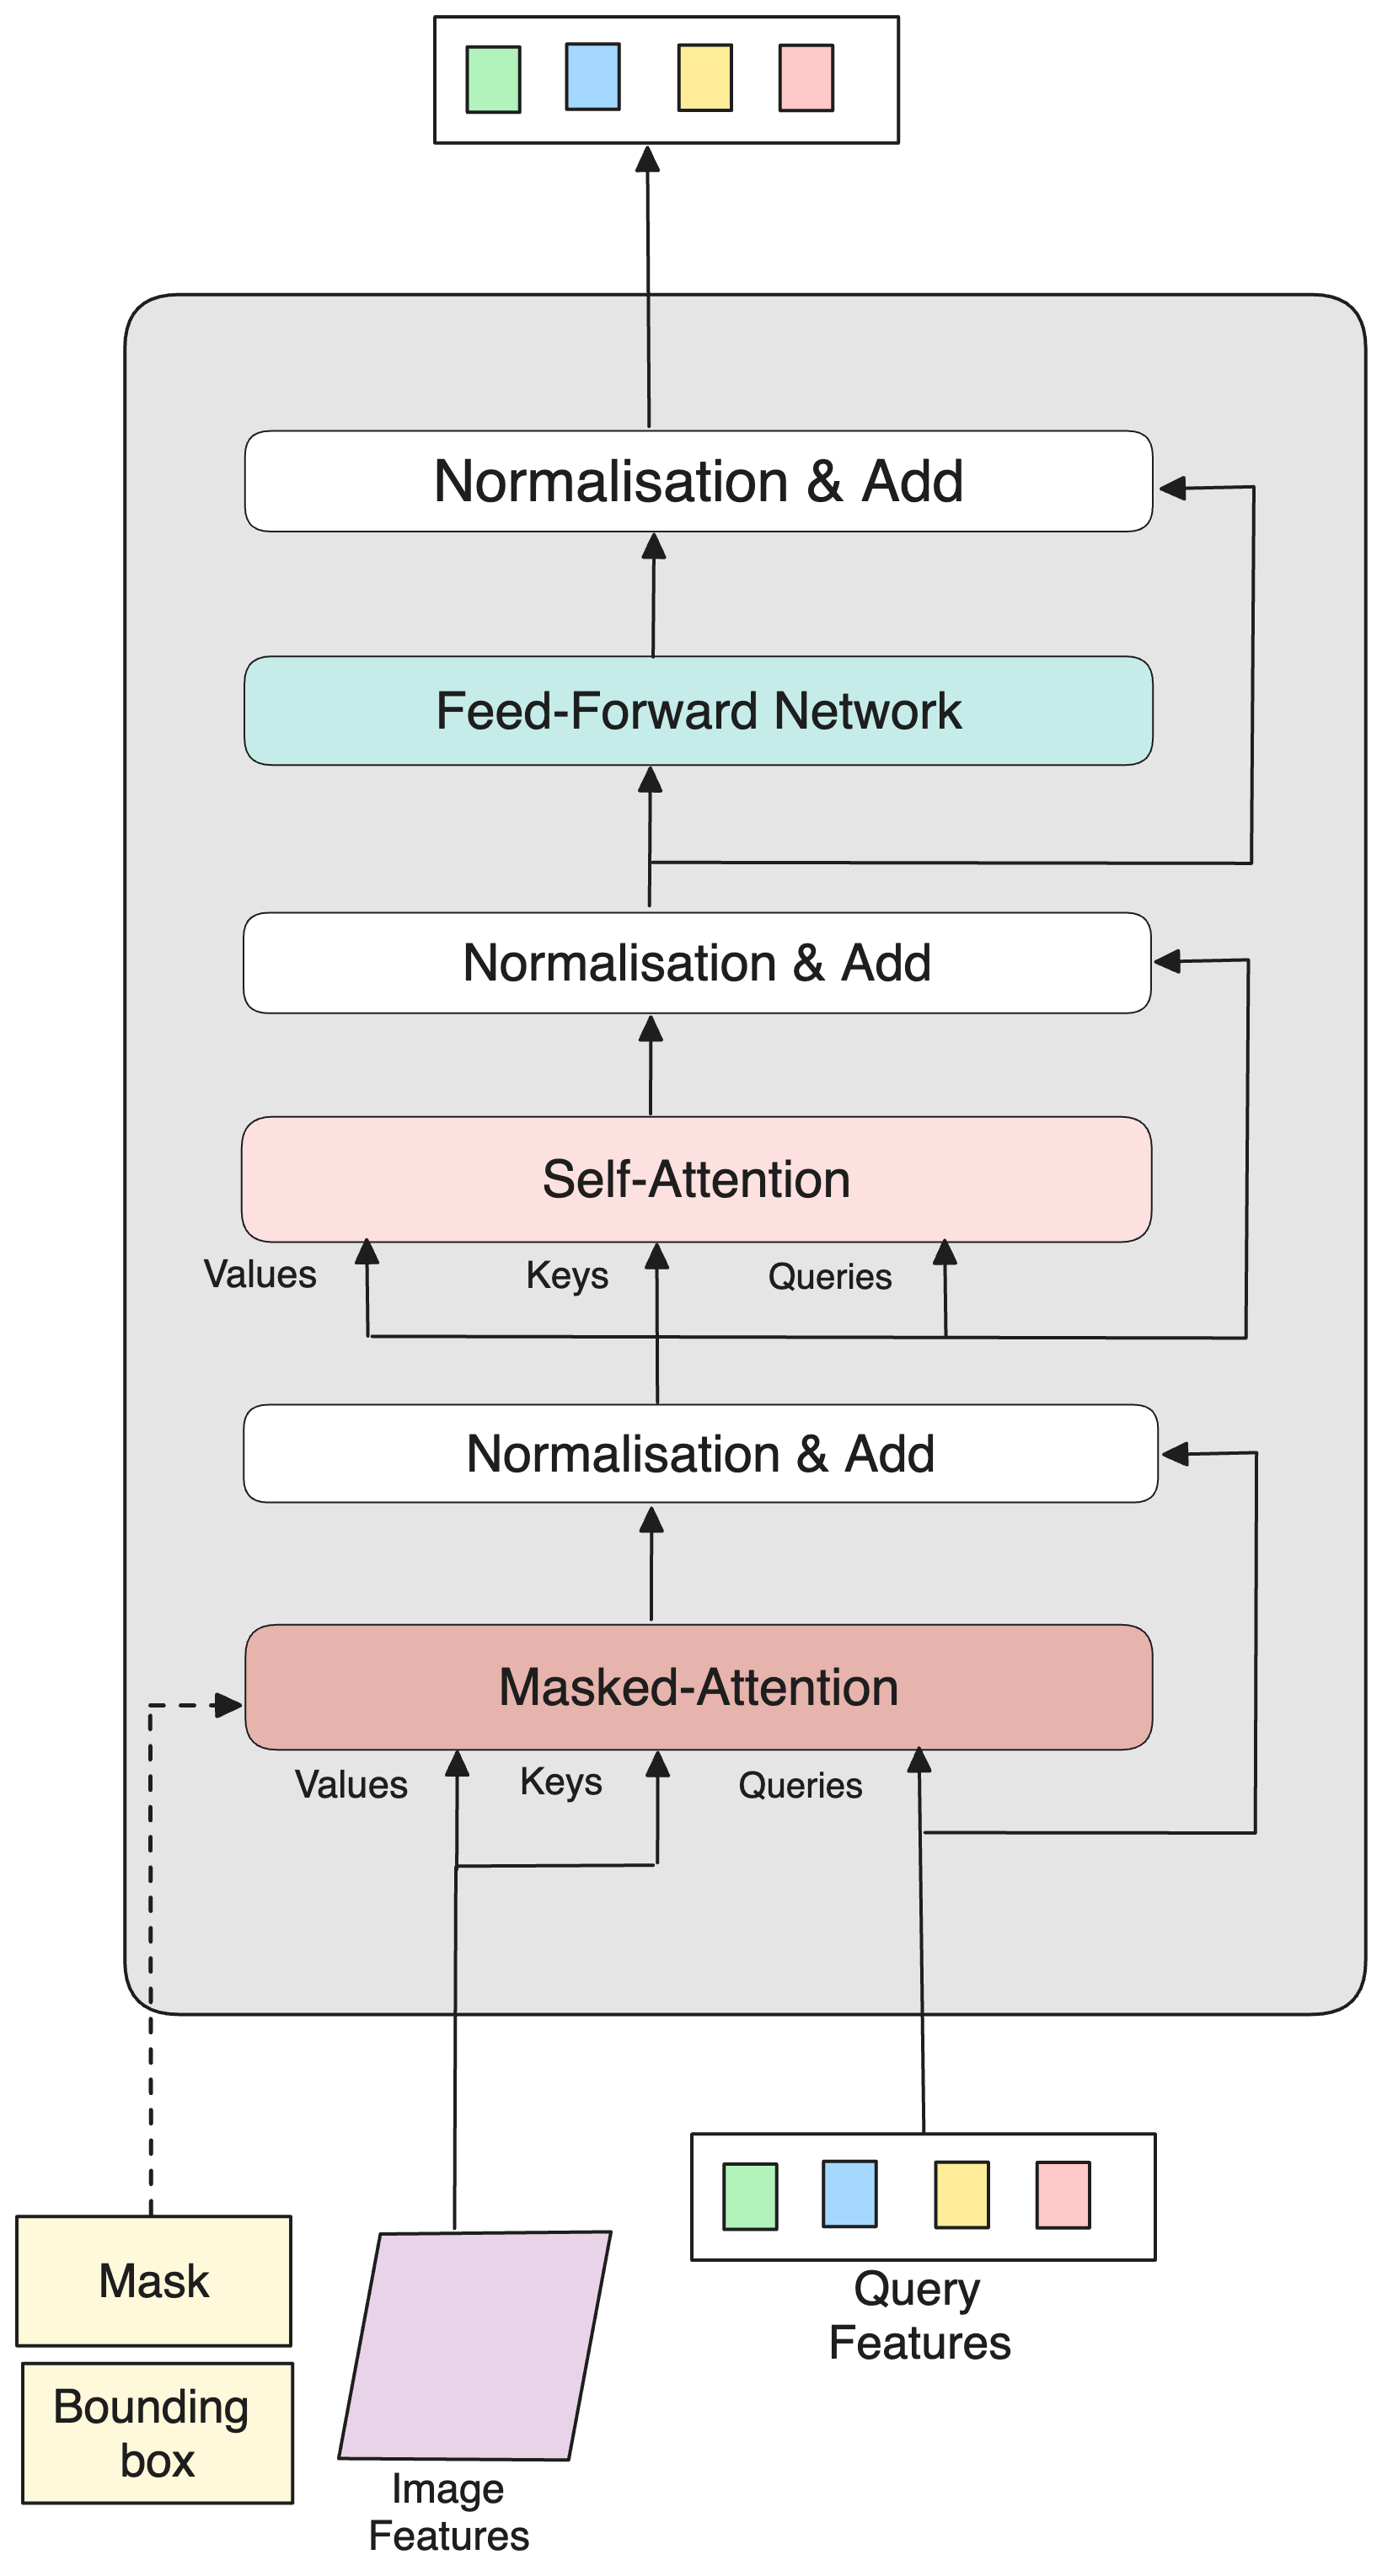 Normalisation & Add
Feed-Forward Network
Normalisation & Add
Self-Attention
Values
Keys
Queries
Normalisation & Add
Masked-Attention
Values
Keys
Queries
Mask
Bounding
box
Image
Features
Query
Features